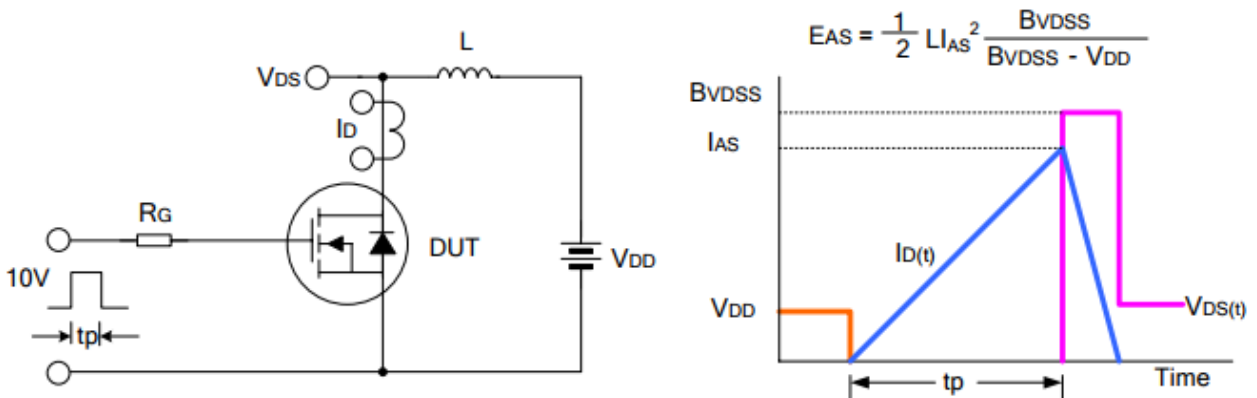 L
VDS
ID
RG
DUT
VDD
10V
tp
EAS = 1/2 LIAS² BVDSS / BVDSS - VDD
BVDSS
IAS
ID(t)
VDD
VDS(t)
tp
Time